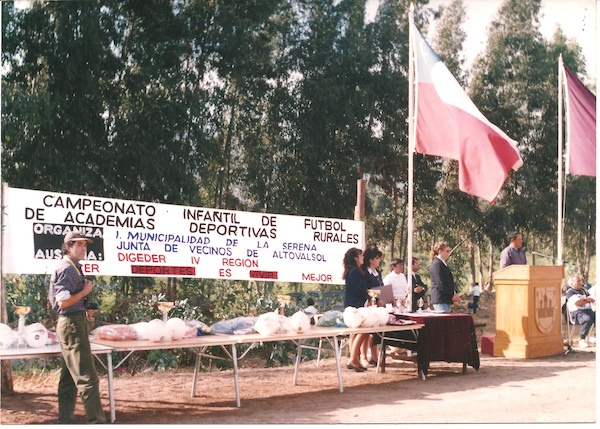 CAMPEONATO INFANTIL DE FUTBOL
DE ACADEMIAS DEPORTIVAS RURALES
ORGANIZA: I. MUNICIPALIDAD DE LA SERENA
JUNTA DE VECINOS DE ALTOVALSOL
DIGEDER IV REGIÓN
DEPORTES ES VIVIR MEJOR